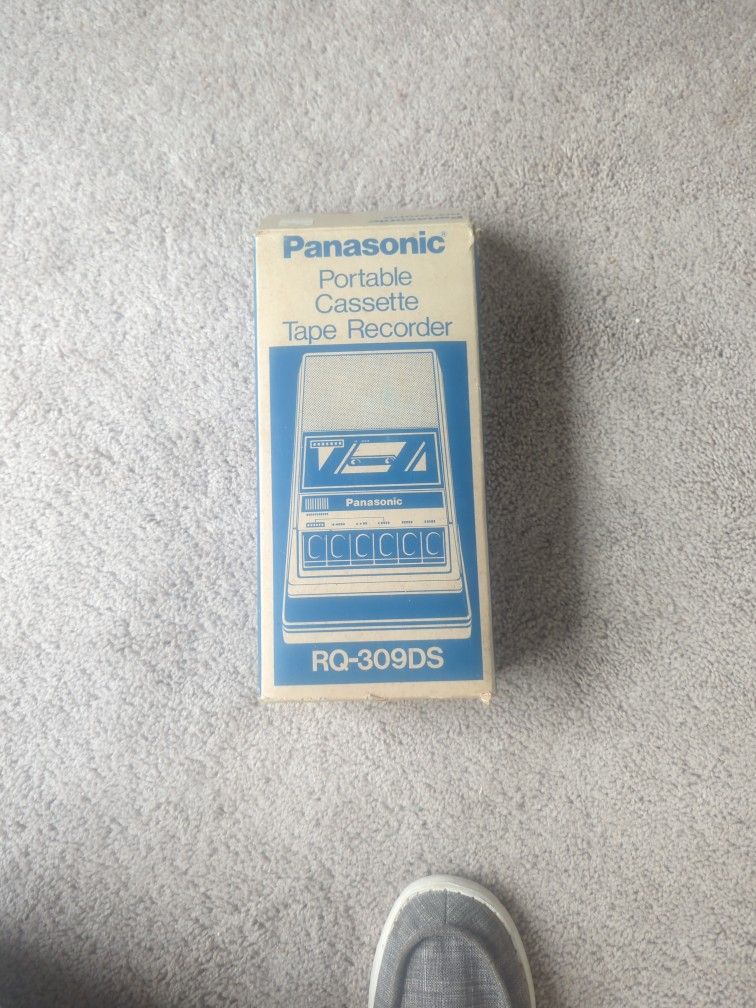 Panasonic®
Portable
Cassette
Tape Recorder
Panasonic
RQ-309DS